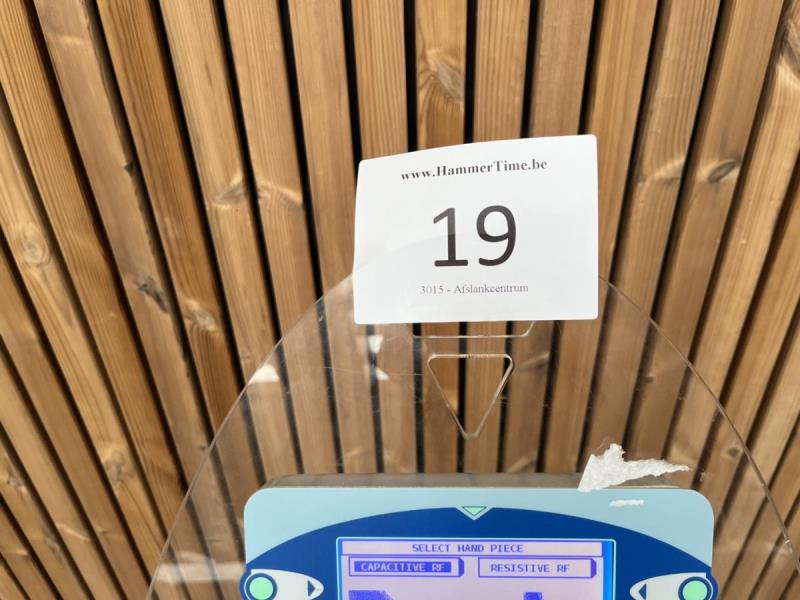 www.HammerTime.be
19
3015 - Afslankcentrum
SELECT HAND PIECE
CAPACITIVE RF
RESISTIVE RF